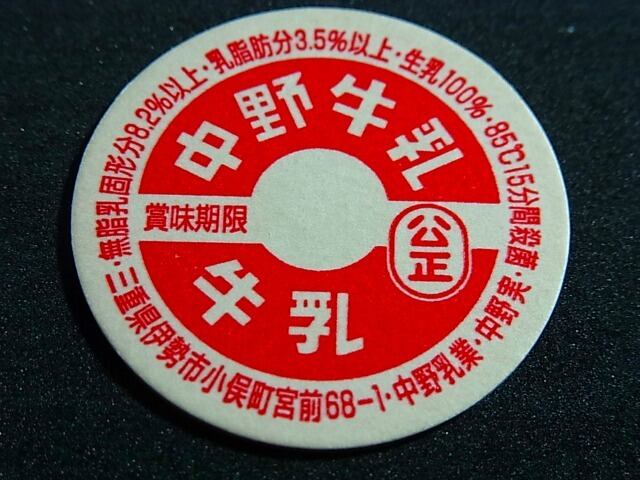 無脂乳固形分8.2%以上・乳脂肪分3.5%以上・生乳100%・85℃15分間殺菌
中野牛乳
賞味期限
公正
牛乳
三重県伊勢市小俣町宮前68-1・中野乳業・中野実・